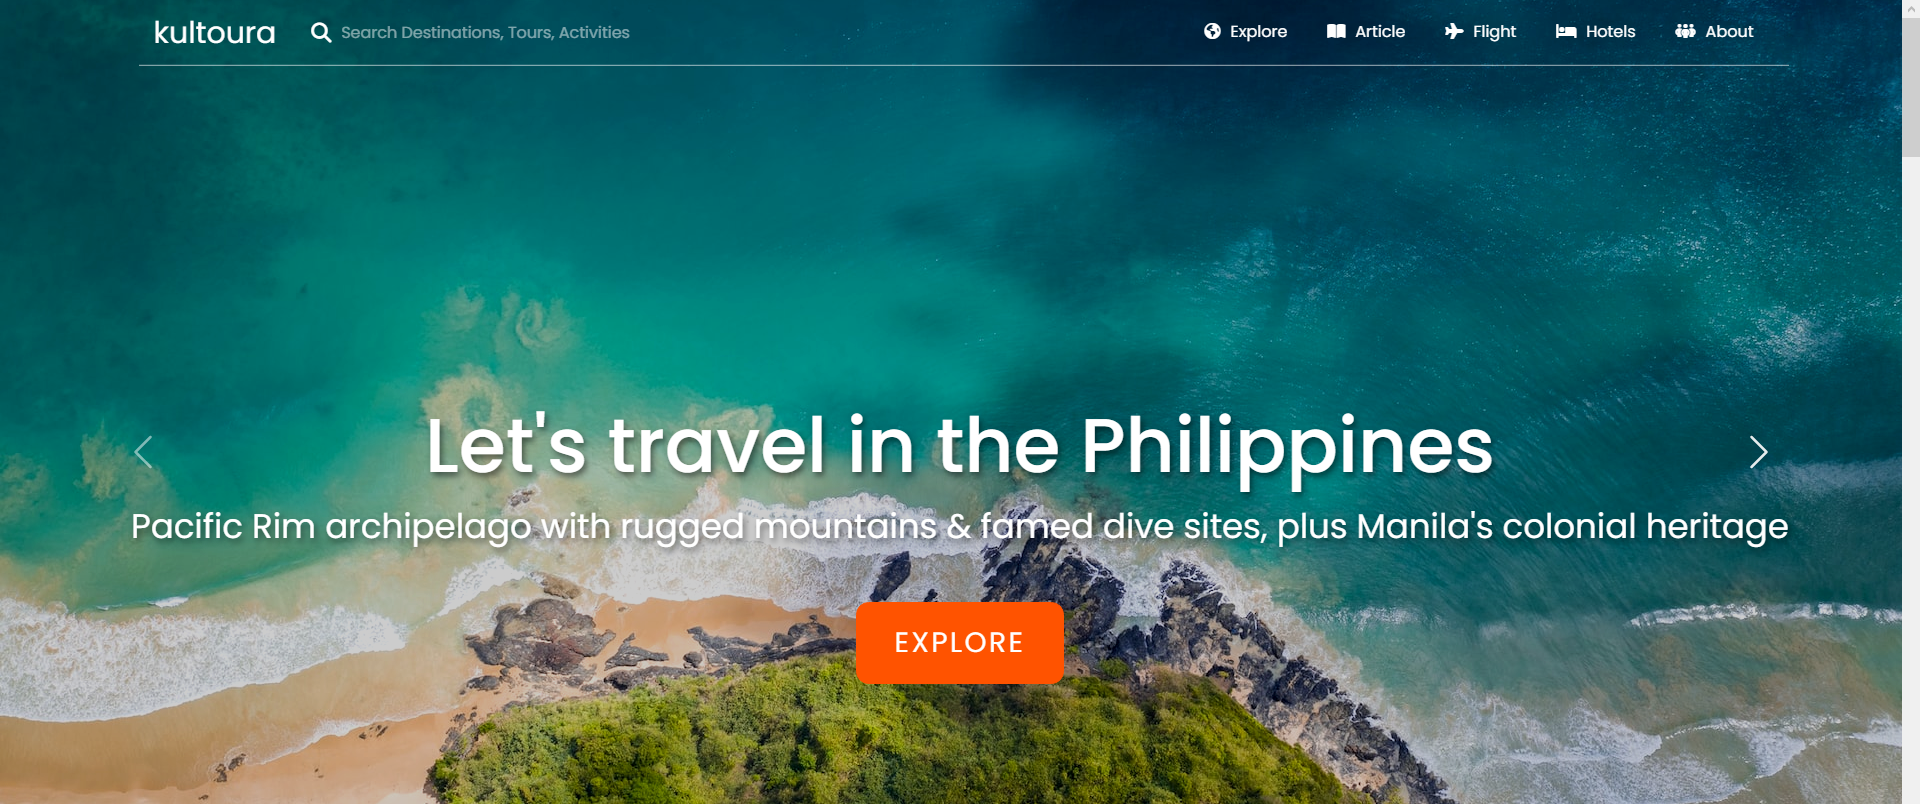 kultoura
Search Destinations, Tours, Activities
Explore
Article
Flight
Hotels
About
Let's travel in the Philippines
Pacific Rim archipelago with rugged mountains & famed dive sites, plus Manila's colonial heritage
EXPLORE